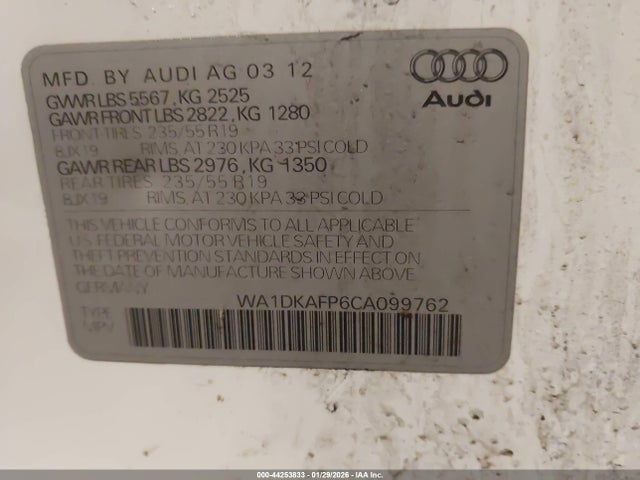 MFD. BY AUDI AG 03 12
GVWR LBS 5567, KG 2525
GAWR FRONT LBS 2822, KG 1280
FRONT TIRES 235/55 R19
8JX19 RIMS, AT 230 KPA 33PSI COLD
GAWR REAR LBS 2976, KG 1350
REAR TIRES 235/55 R19
8JX19 RIMS, AT 230 KPA 33 PSI COLD
THIS VEHICLE CONFORMS TO ALL APPLICABLE
U.S. FEDERAL MOTOR VEHICLE SAFETY AND
THEFT PREVENTION STANDARDS IN EFFECT ON
THE DATE OF MANUFACTURE SHOWN ABOVE
GERMANY
WA1DKAFP6CA099762
TYPE
MPV
Audi
000-44253833 - 01/29/2026 - IAA Inc.